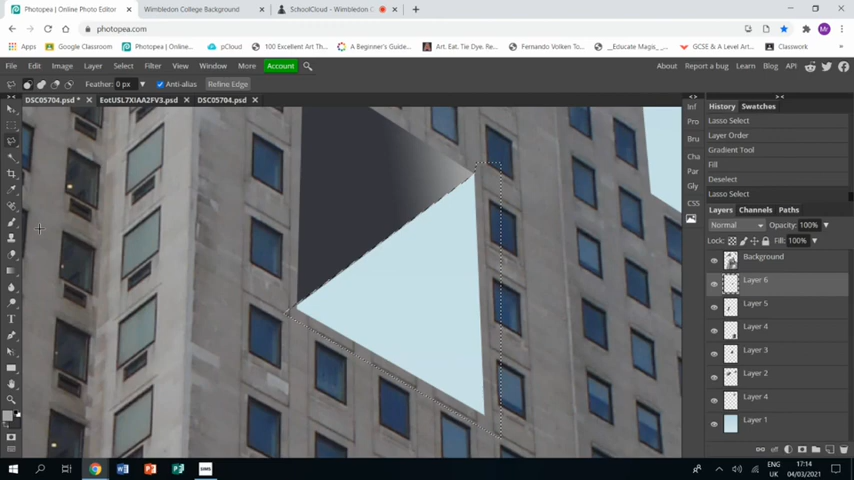 Photopea | Online Photo Editor
Wimbledon College Background
SchoolCloud - Wimbledon
photopea.com
Apps
Google Classroom
Photopea | Onlin...
pCloud
100 Excellent Art Th...
A Beginner's Guide...
Art. Eat. Tie Dye. Re...
Fernando Volken To...
__Educate Magis_...
GCSE & A Level Art...
Classwork
File Edit Image Layer Select Filter View Window More Account
About Report a bug Learn Blog API
Feather: 0 px Anti-alias Refine Edge
DSC05704.psd *
EotUSL7XIAA2FV3.psd
DSC05704.psd
Inf
Pro
Bru
Cha
Par
Gly
CSS
History Swatches
Lasso Select
Layer Order
Gradient Tool
Fill
Deselect
Lasso Select
Layers Channels Paths
Normal Opacity: 100%
Lock: Fill: 100%
Background
Layer 6
Layer 5
Layer 4
Layer 3
Layer 2
Layer 4
Layer 1
ENG
UK
17:14
04/03/2021